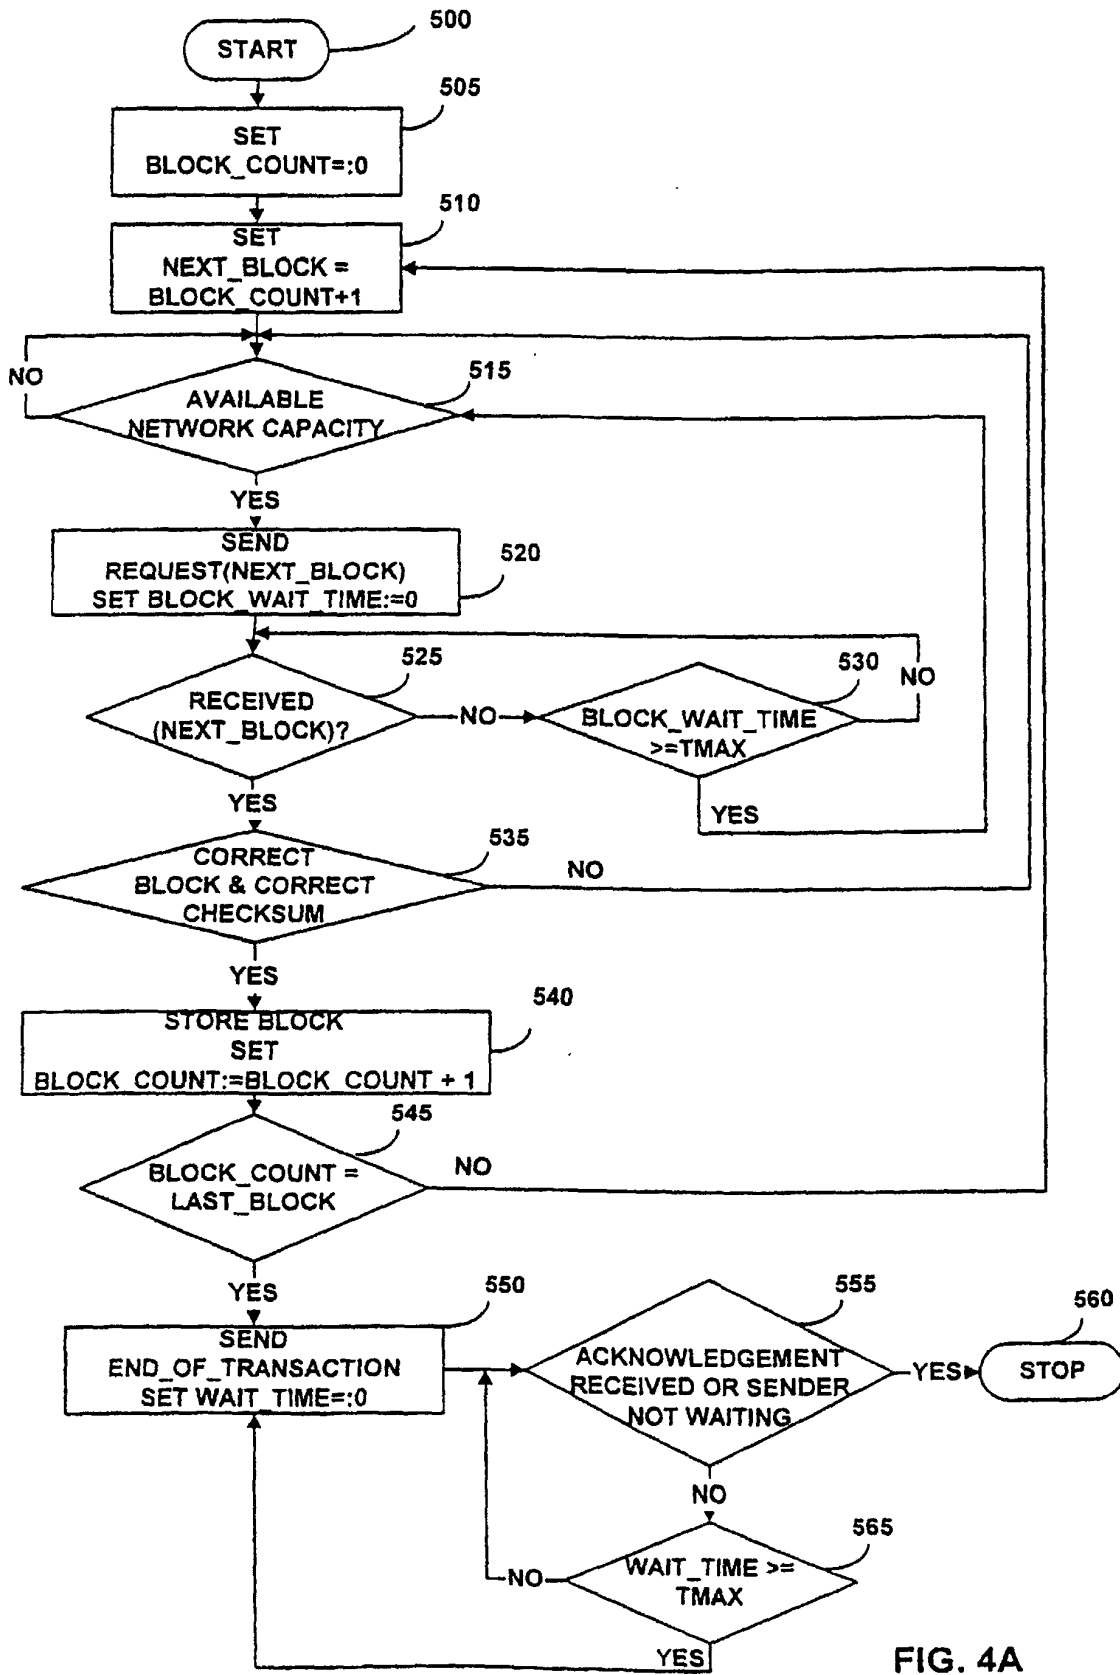 500
START
505
SET
BLOCK_COUNT=:0
510
SET
NEXT_BLOCK =
BLOCK_COUNT+1
NO
515
AVAILABLE
NETWORK CAPACITY
YES
SEND
REQUEST(NEXT_BLOCK)
SET BLOCK_WAIT_TIME:=0
520
525
RECEIVED
(NEXT_BLOCK)?
NO
530
BLOCK_WAIT_TIME
>=TMAX
NO
YES
YES
535
CORRECT
BLOCK & CORRECT
CHECKSUM
NO
YES
540
STORE BLOCK
SET
BLOCK_COUNT:=BLOCK_COUNT + 1
545
BLOCK_COUNT =
LAST_BLOCK
NO
YES
550
SEND
END_OF_TRANSACTION
SET WAIT_TIME=:0
555
ACKNOWLEDGEMENT
RECEIVED OR SENDER
NOT WAITING
YES
560
STOP
NO
565
WAIT_TIME >=
TMAX
NO
YES
FIG. 4A